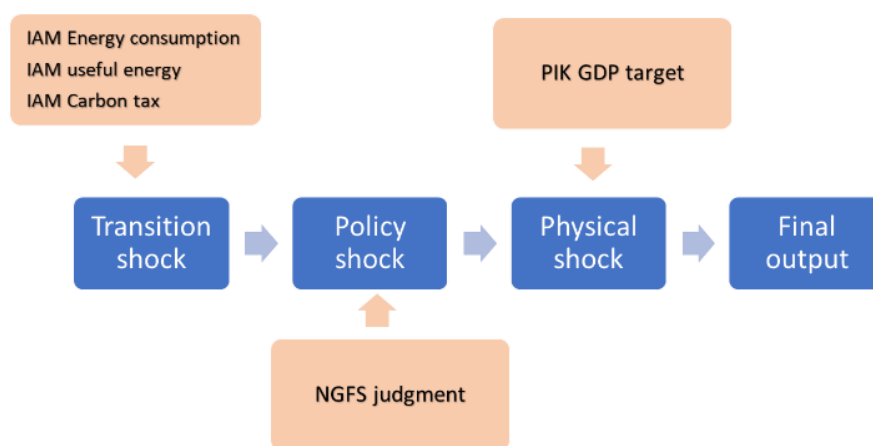 IAM Energy consumption
IAM useful energy
IAM Carbon tax
PIK GDP target
Transition
shock
Policy
shock
Physical
shock
Final
output
NGFS judgment